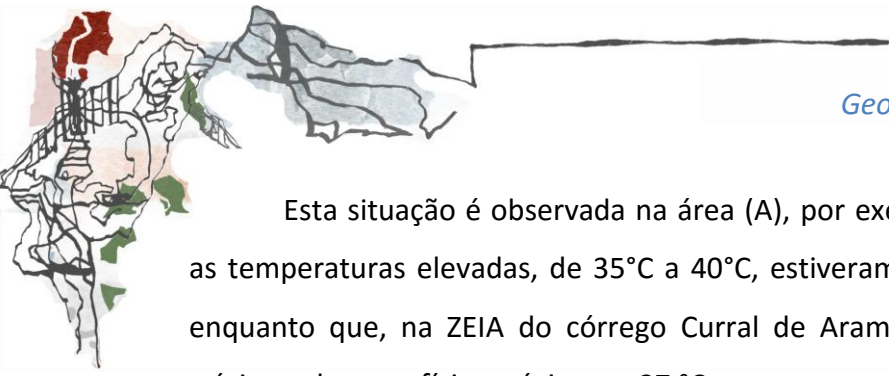 Geo
Esta situação é observada na área (A), por exe
as temperaturas elevadas, de 35°C a 40°C, estiveram
enquanto que, na ZEIA do córrego Curral de Aram